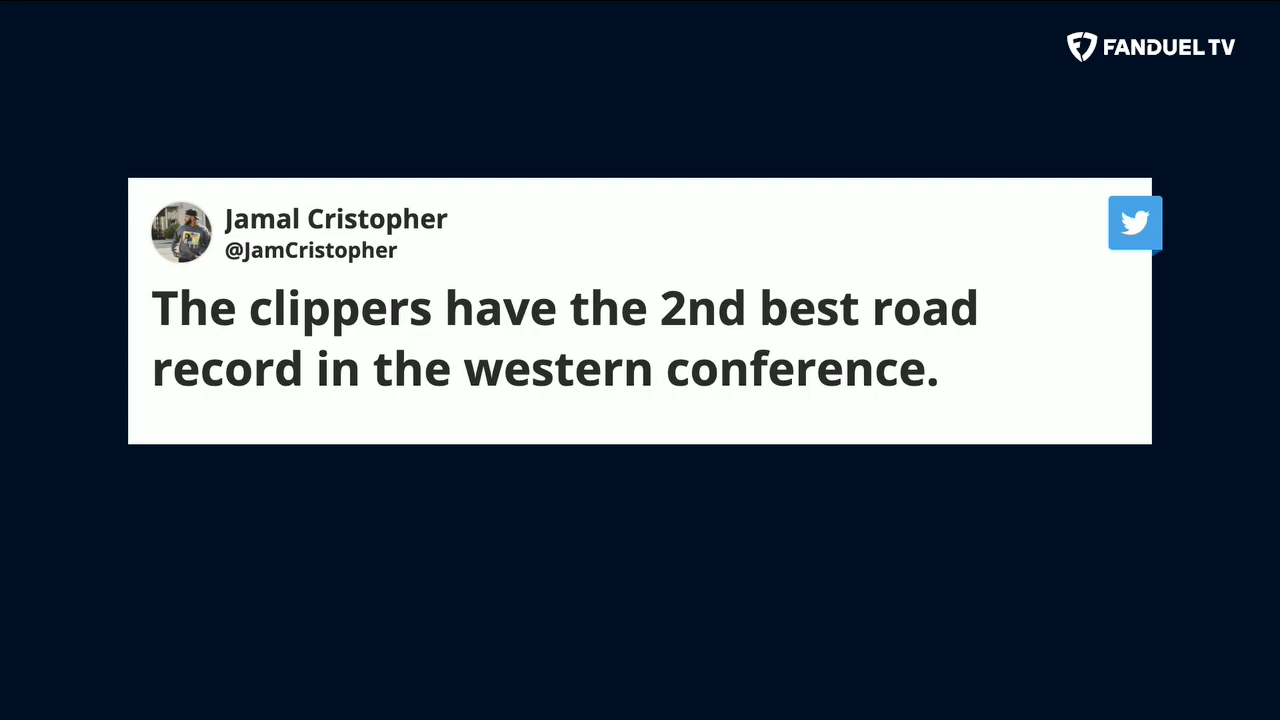 FANDUEL TV
Jamal Cristopher
@JamCristopher
The clippers have the 2nd best road
record in the western conference.